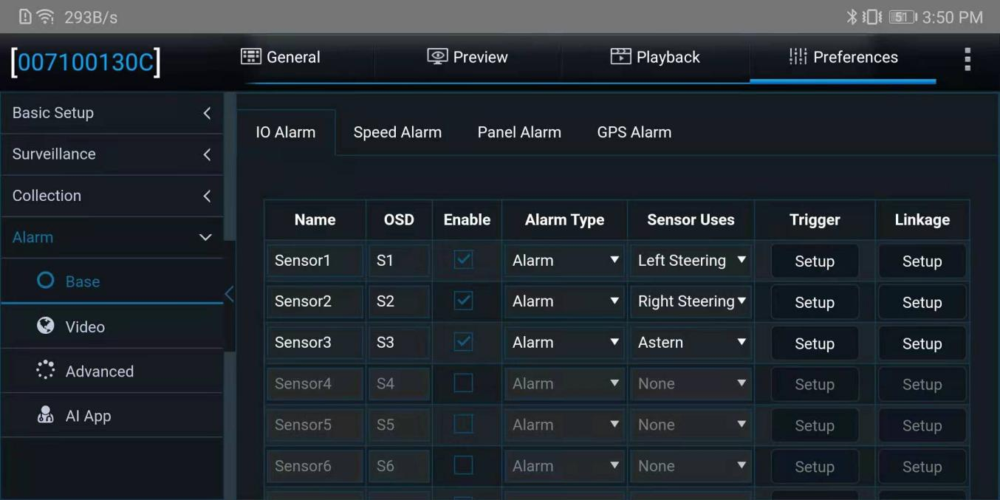 293B/s 51 3:50 PM
[007100130C] General Preview Playback Preferences
Basic Setup
Surveillance
Collection
Alarm
Base
Video
Advanced
AI App
IO Alarm Speed Alarm Panel Alarm GPS Alarm
Name OSD Enable Alarm Type Sensor Uses Trigger Linkage
Sensor1 S1 Alarm Left Steering Setup Setup
Sensor2 S2 Alarm Right Steering Setup Setup
Sensor3 S3 Alarm Astern Setup Setup
Sensor4 S4 Alarm None Setup Setup
Sensor5 S5 Alarm None Setup Setup
Sensor6 S6 Alarm None Setup Setup